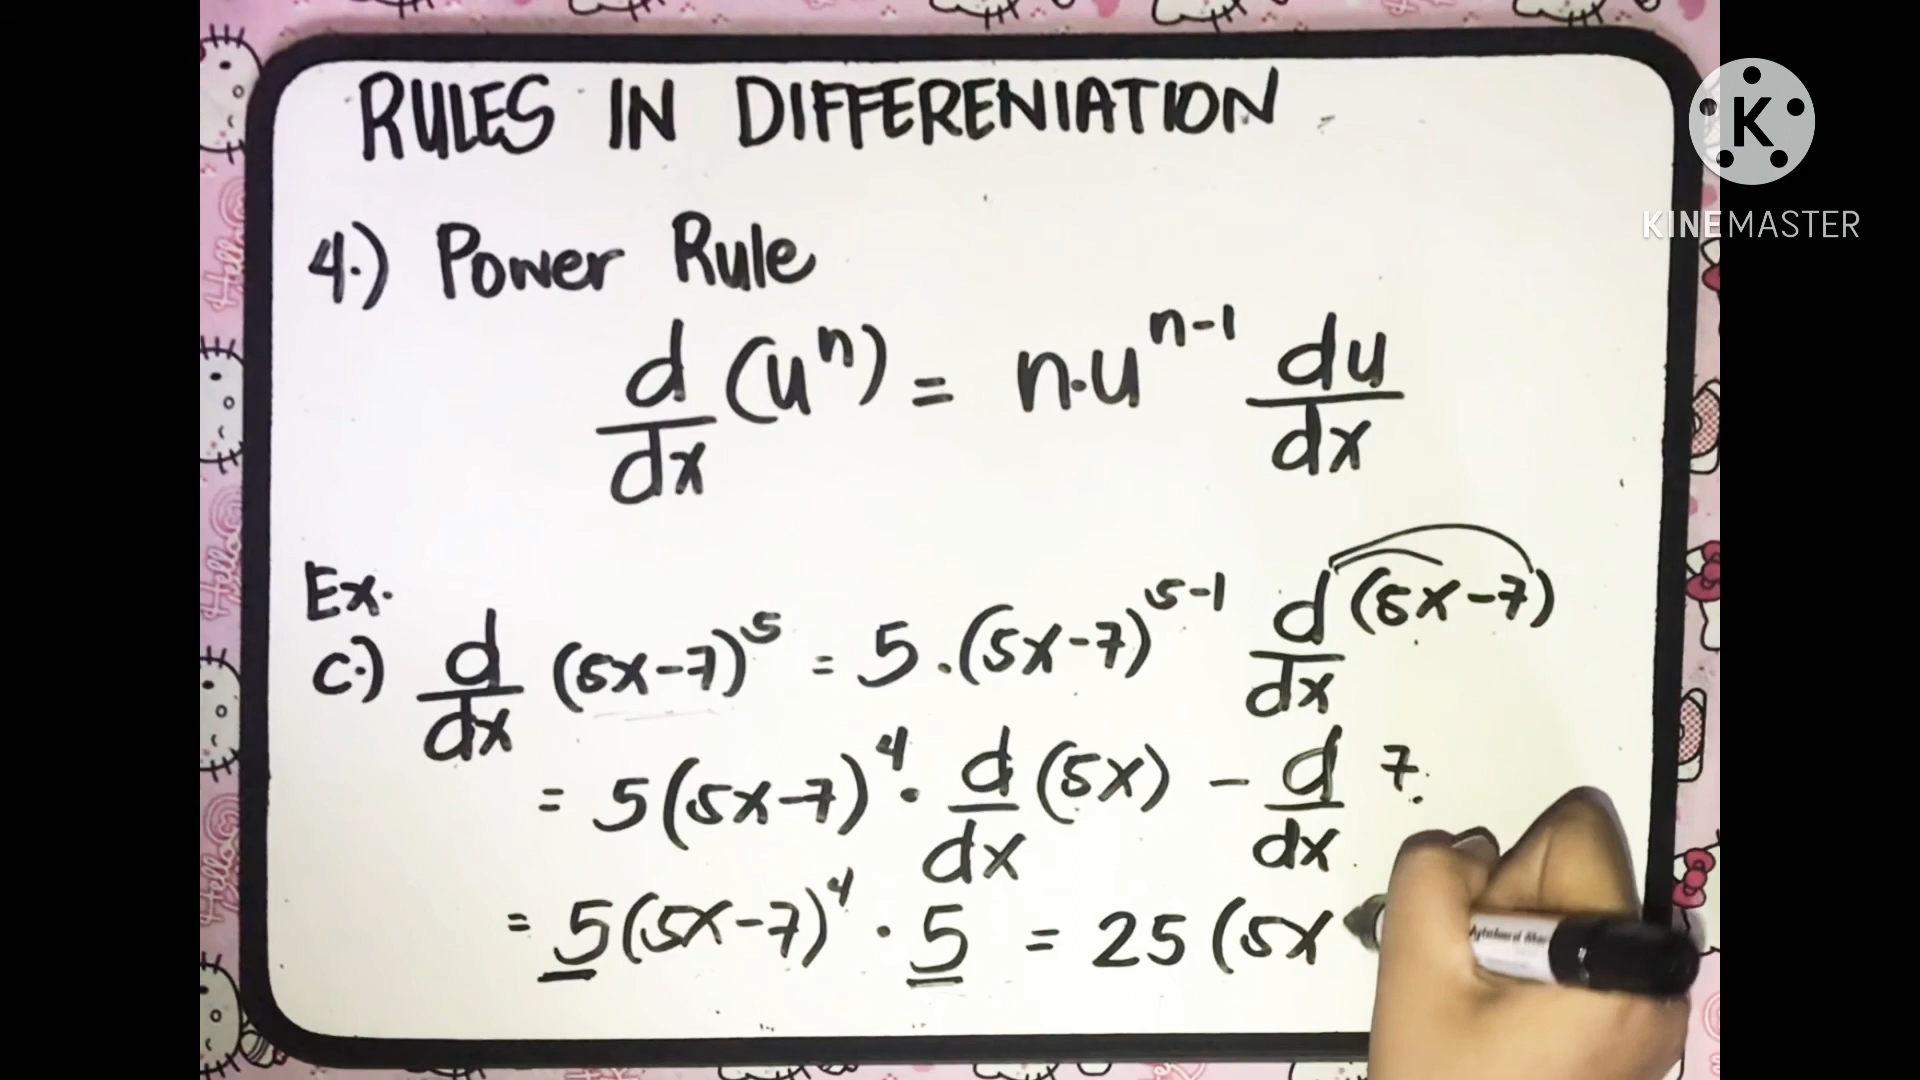 RULES IN DIFFERENIATION
K
KINEMASTER
4.) Power Rule
d/dx (uⁿ) = n·uⁿ⁻¹ du/dx
Ex.
c.) d/dx (5x-7)⁵ = 5·(5x-7)⁵⁻¹ d/dx (5x-7)
= 5(5x-7)⁴ · d/dx (5x) - d/dx 7
= 5(5x-7)⁴ · 5 = 25 (5x